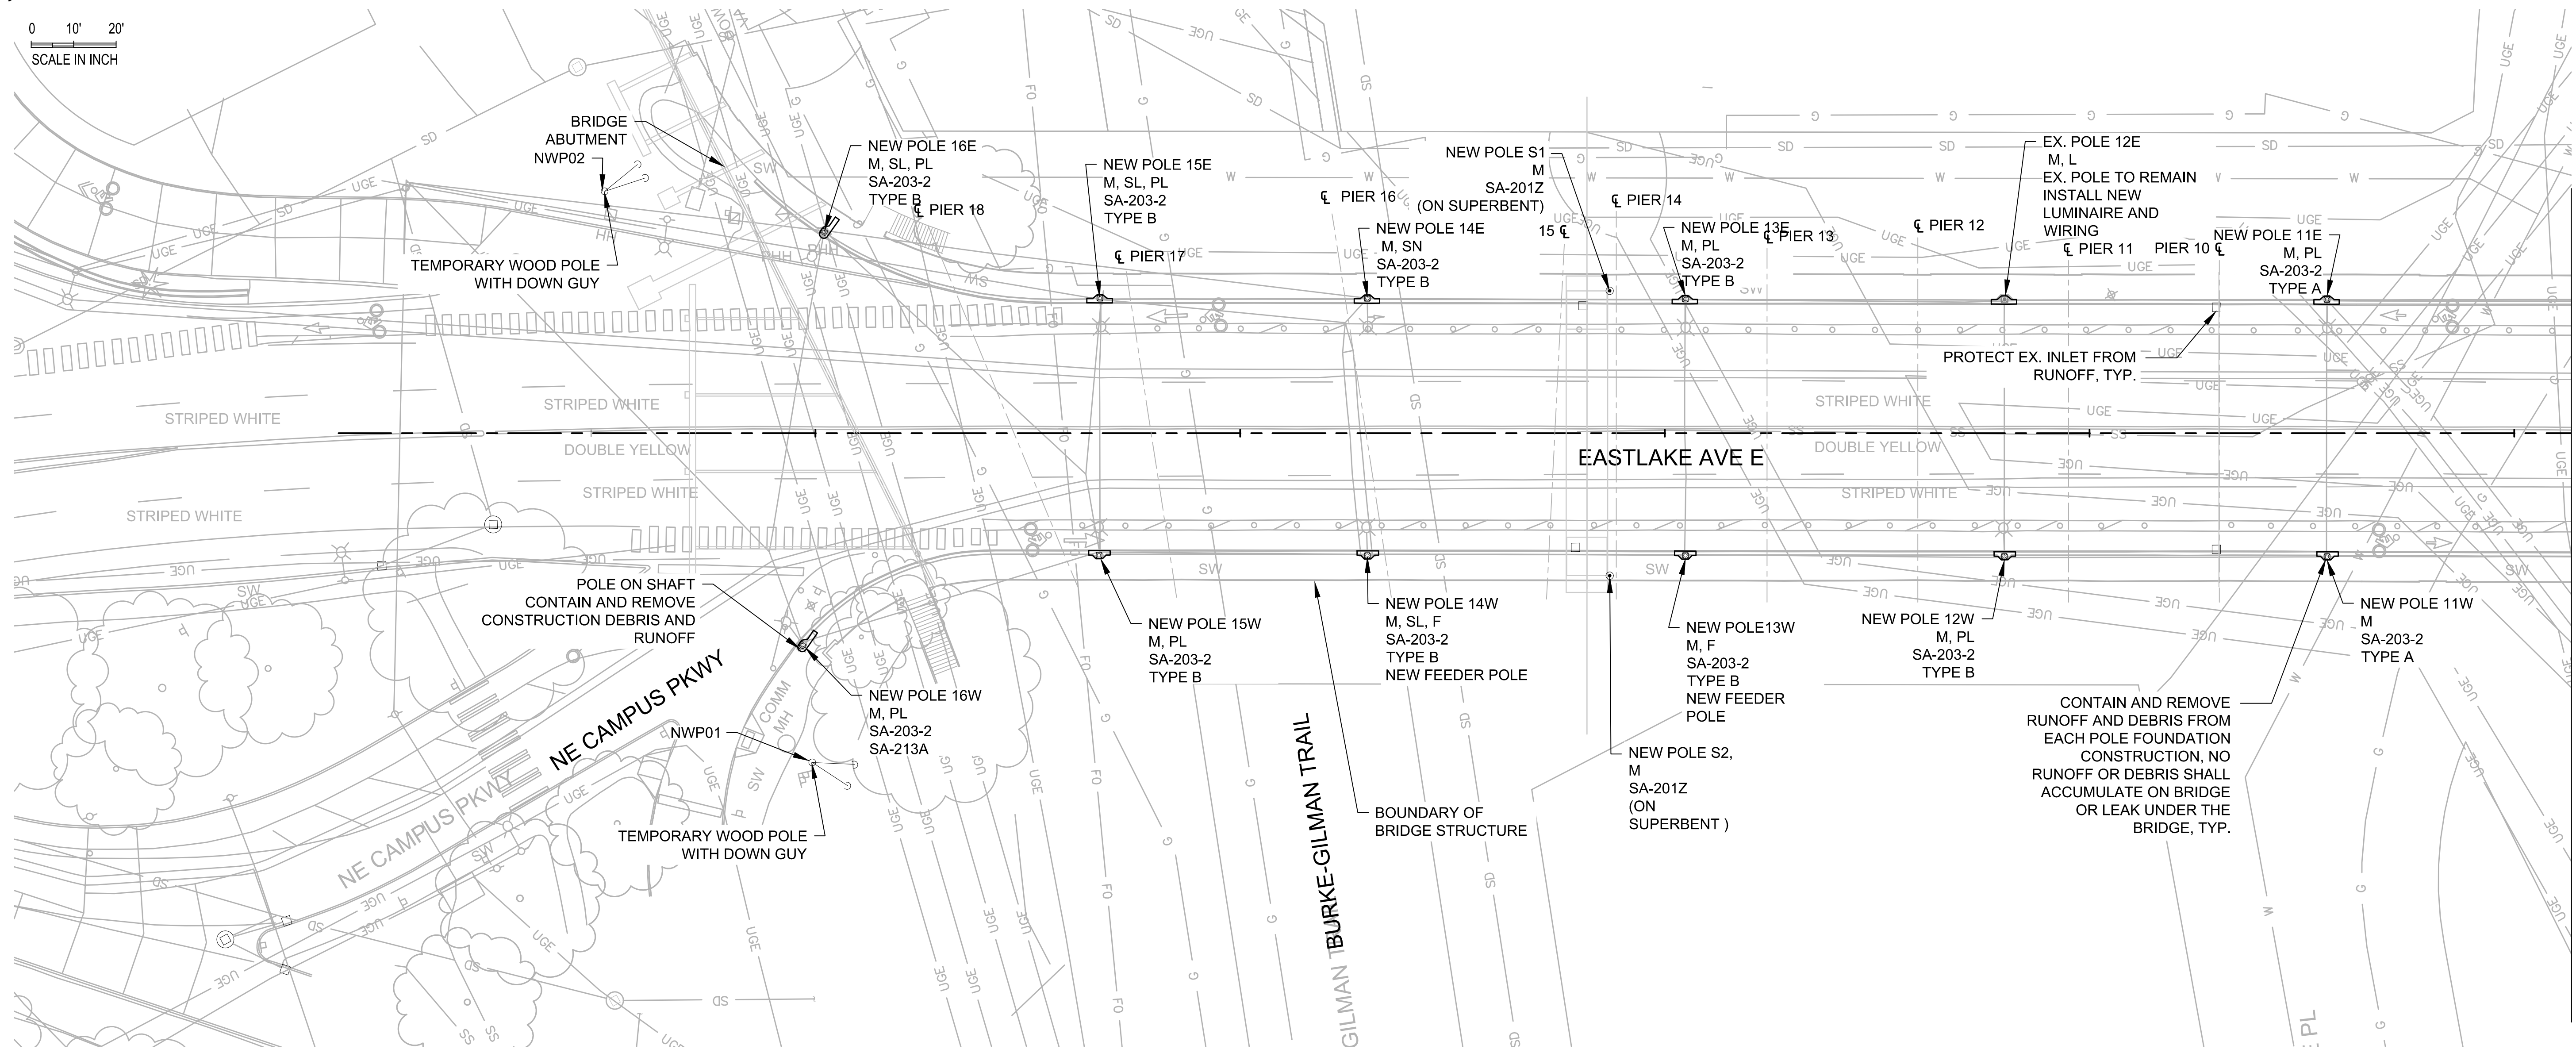 0 10' 20'
SCALE IN INCH
BRIDGE
ABUTMENT
NWP02
TEMPORARY WOOD POLE
WITH DOWN GUY
NEW POLE 16E
M, SL, PL
SA-203-2
TYPE B
℄ PIER 18
NEW POLE 15E
M, SL, PL
SA-203-2
TYPE B
℄ PIER 17
℄ PIER 16
NEW POLE 14E
M, SN
SA-203-2
TYPE B
NEW POLE S1
M
SA-201Z
(ON SUPERBENT)
15 ℄
℄ PIER 14
NEW POLE 13E
M, PL
SA-203-2
TYPE B
℄ PIER 13
℄ PIER 12
EX. POLE 12E
M, L
EX. POLE TO REMAIN
INSTALL NEW
LUMINAIRE AND
WIRING
℄ PIER 11
PIER 10 ℄
NEW POLE 11E
M, PL
SA-203-2
TYPE A
PROTECT EX. INLET FROM
RUNOFF, TYP.
STRIPED WHITE
STRIPED WHITE
STRIPED WHITE
DOUBLE YELLOW
DOUBLE YELLOW
EASTLAKE AVE E
STRIPED WHITE
STRIPED WHITE
STRIPED WHITE
POLE ON SHAFT
CONTAIN AND REMOVE
CONSTRUCTION DEBRIS AND
RUNOFF
NEW POLE 16W
M, PL
SA-203-2
SA-213A
NE CAMPUS PKWY
NE CAMPUS PKWY
NWP01
COMM
MH
TEMPORARY WOOD POLE
WITH DOWN GUY
NEW POLE 15W
M, PL
SA-203-2
TYPE B
NEW POLE 14W
M, SL, F
SA-203-2
TYPE B
NEW FEEDER POLE
BURKE-GILMAN TRAIL
GILMAN
BOUNDARY OF
BRIDGE STRUCTURE
NEW POLE13W
M, F
SA-203-2
TYPE B
NEW FEEDER
POLE
NEW POLE S2,
M
SA-201Z
(ON
SUPERBENT )
NEW POLE 12W
M, PL
SA-203-2
TYPE B
NEW POLE 11W
M
SA-203-2
TYPE A
CONTAIN AND REMOVE
RUNOFF AND DEBRIS FROM
EACH POLE FOUNDATION
CONSTRUCTION, NO
RUNOFF OR DEBRIS SHALL
ACCUMULATE ON BRIDGE
OR LEAK UNDER THE
BRIDGE, TYP.
PL